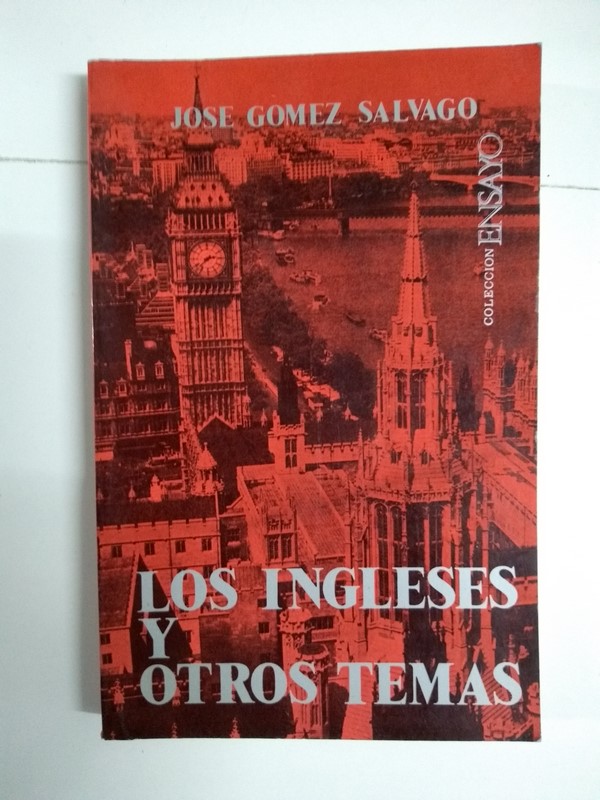 JOSE GOMEZ SALVAGO
COLECCION ENSAYO
LOS INGLESES
Y
OTROS TEMAS